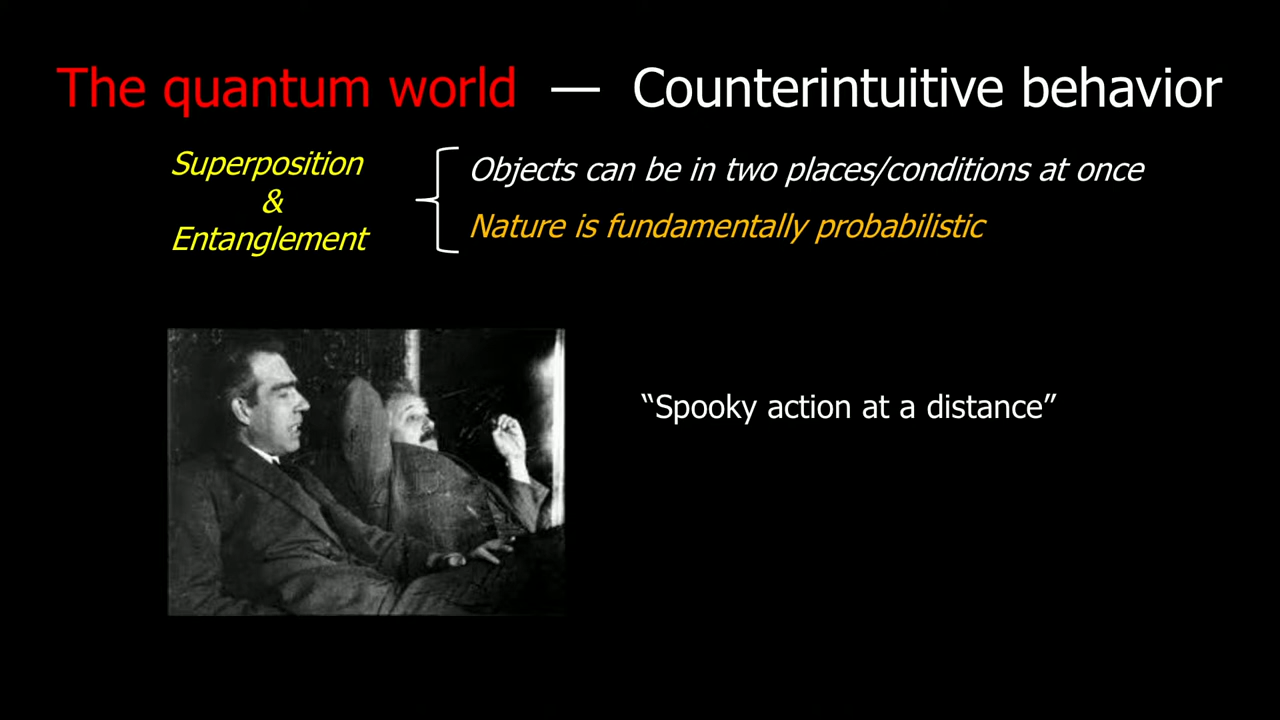 The quantum world — Counterintuitive behavior
Superposition
&
Entanglement
Objects can be in two places/conditions at once
Nature is fundamentally probabilistic
“Spooky action at a distance”